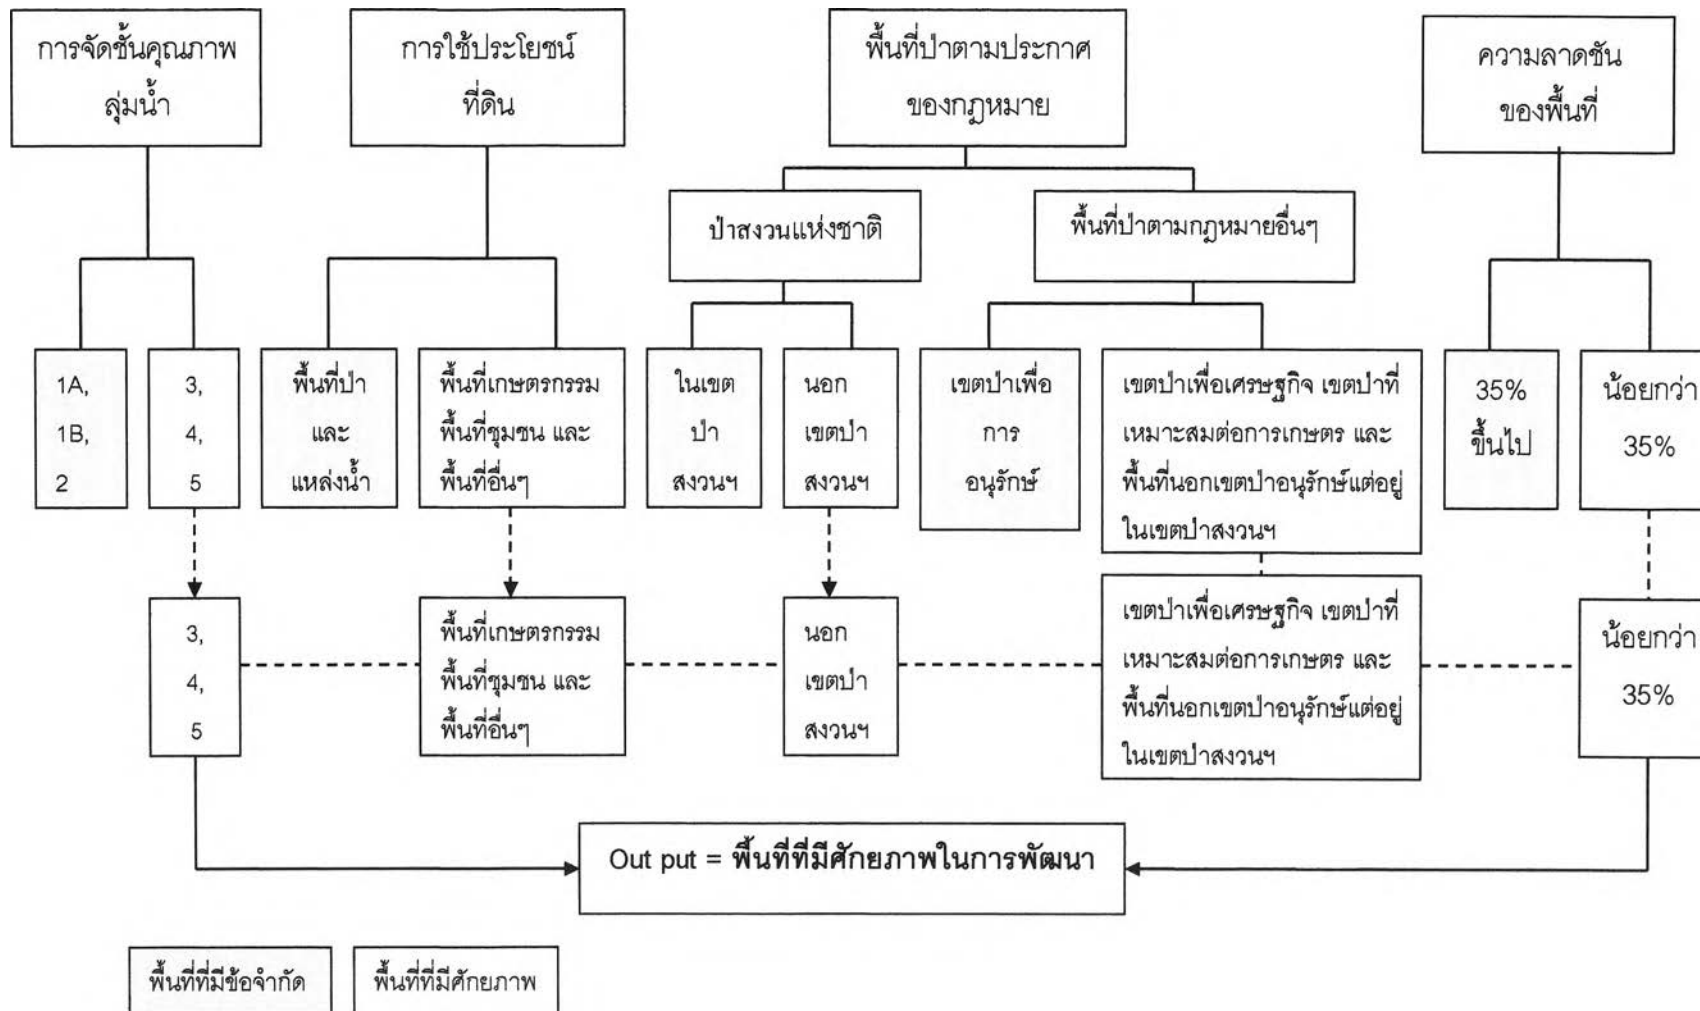 การจัดชั้นคุณภาพ
ลุ่มน้ำ
การใช้ประโยชน์
ที่ดิน
พื้นที่ป่าตามประกาศ
ของกฎหมาย
ความลาดชัน
ของพื้นที่
ป่าสงวนแห่งชาติ
พื้นที่ป่าตามกฎหมายอื่นๆ
1A,
1B,
2
3,
4,
5
พื้นที่ป่า
และ
แหล่งน้ำ
พื้นที่เกษตรกรรม
พื้นที่ชุมชน และ
พื้นที่อื่นๆ
ในเขต
ป่า
สงวนฯ
นอก
เขตป่า
สงวนฯ
เขตป่าเพื่อ
การ
อนุรักษ์
เขตป่าเพื่อเศรษฐกิจ เขตป่าที่
เหมาะสมต่อการเกษตร และ
พื้นที่นอกเขตป่าอนุรักษ์แต่อยู่
ในเขตป่าสงวนฯ
35%
ขึ้นไป
น้อยกว่า
35%
3,
4,
5
พื้นที่เกษตรกรรม
พื้นที่ชุมชน และ
พื้นที่อื่นๆ
นอก
เขตป่า
สงวนฯ
เขตป่าเพื่อเศรษฐกิจ เขตป่าที่
เหมาะสมต่อการเกษตร และ
พื้นที่นอกเขตป่าอนุรักษ์แต่อยู่
ในเขตป่าสงวนฯ
น้อยกว่า
35%
Out put = พื้นที่ที่มีศักยภาพในการพัฒนา
พื้นที่ที่มีข้อจำกัด
พื้นที่ที่มีศักยภาพ